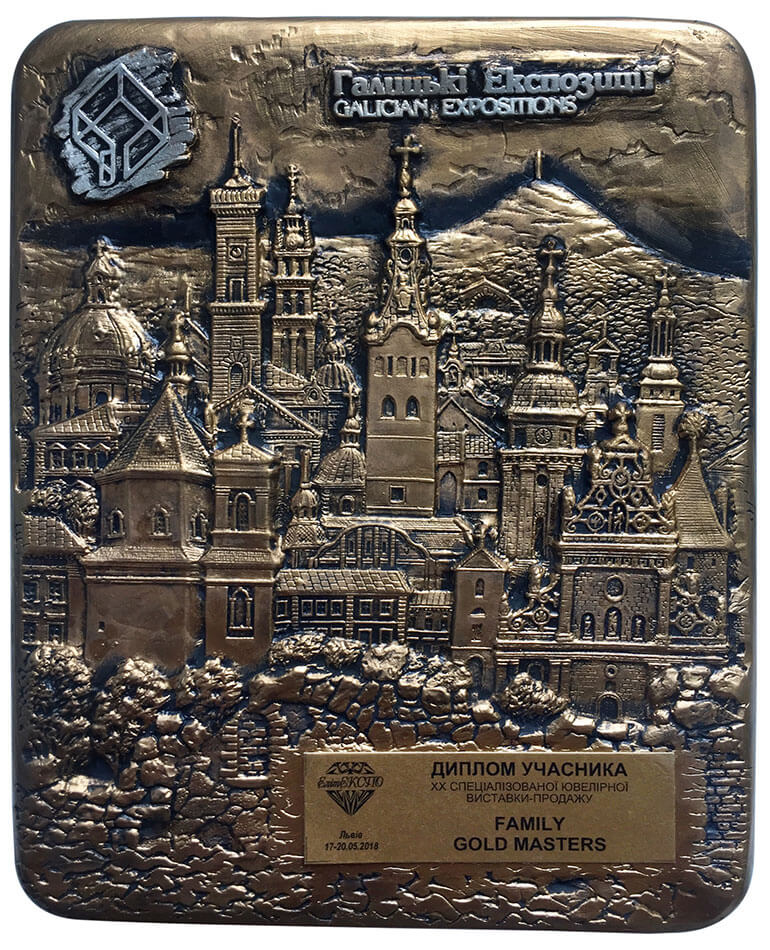 Галицькі Експозиції
GALICIAN EXPOSITIONS
ЕлітЕКСПО
Львів
17-20.05.2018
ДИПЛОМ УЧАСНИКА
XX СПЕЦІАЛІЗОВАНОЇ ЮВЕЛІРНОЇ
ВИСТАВКИ-ПРОДАЖУ
FAMILY
GOLD MASTERS